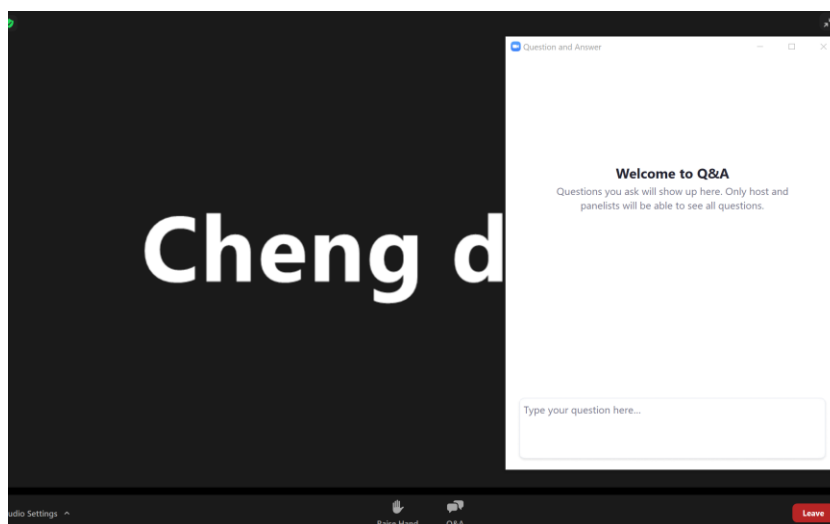 Question and Answer
Cheng d
Welcome to Q&A
Questions you ask will show up here. Only host and
panelists will be able to see all questions.
Type your question here...
udio Settings
Raise Hand
Q&A
Leave